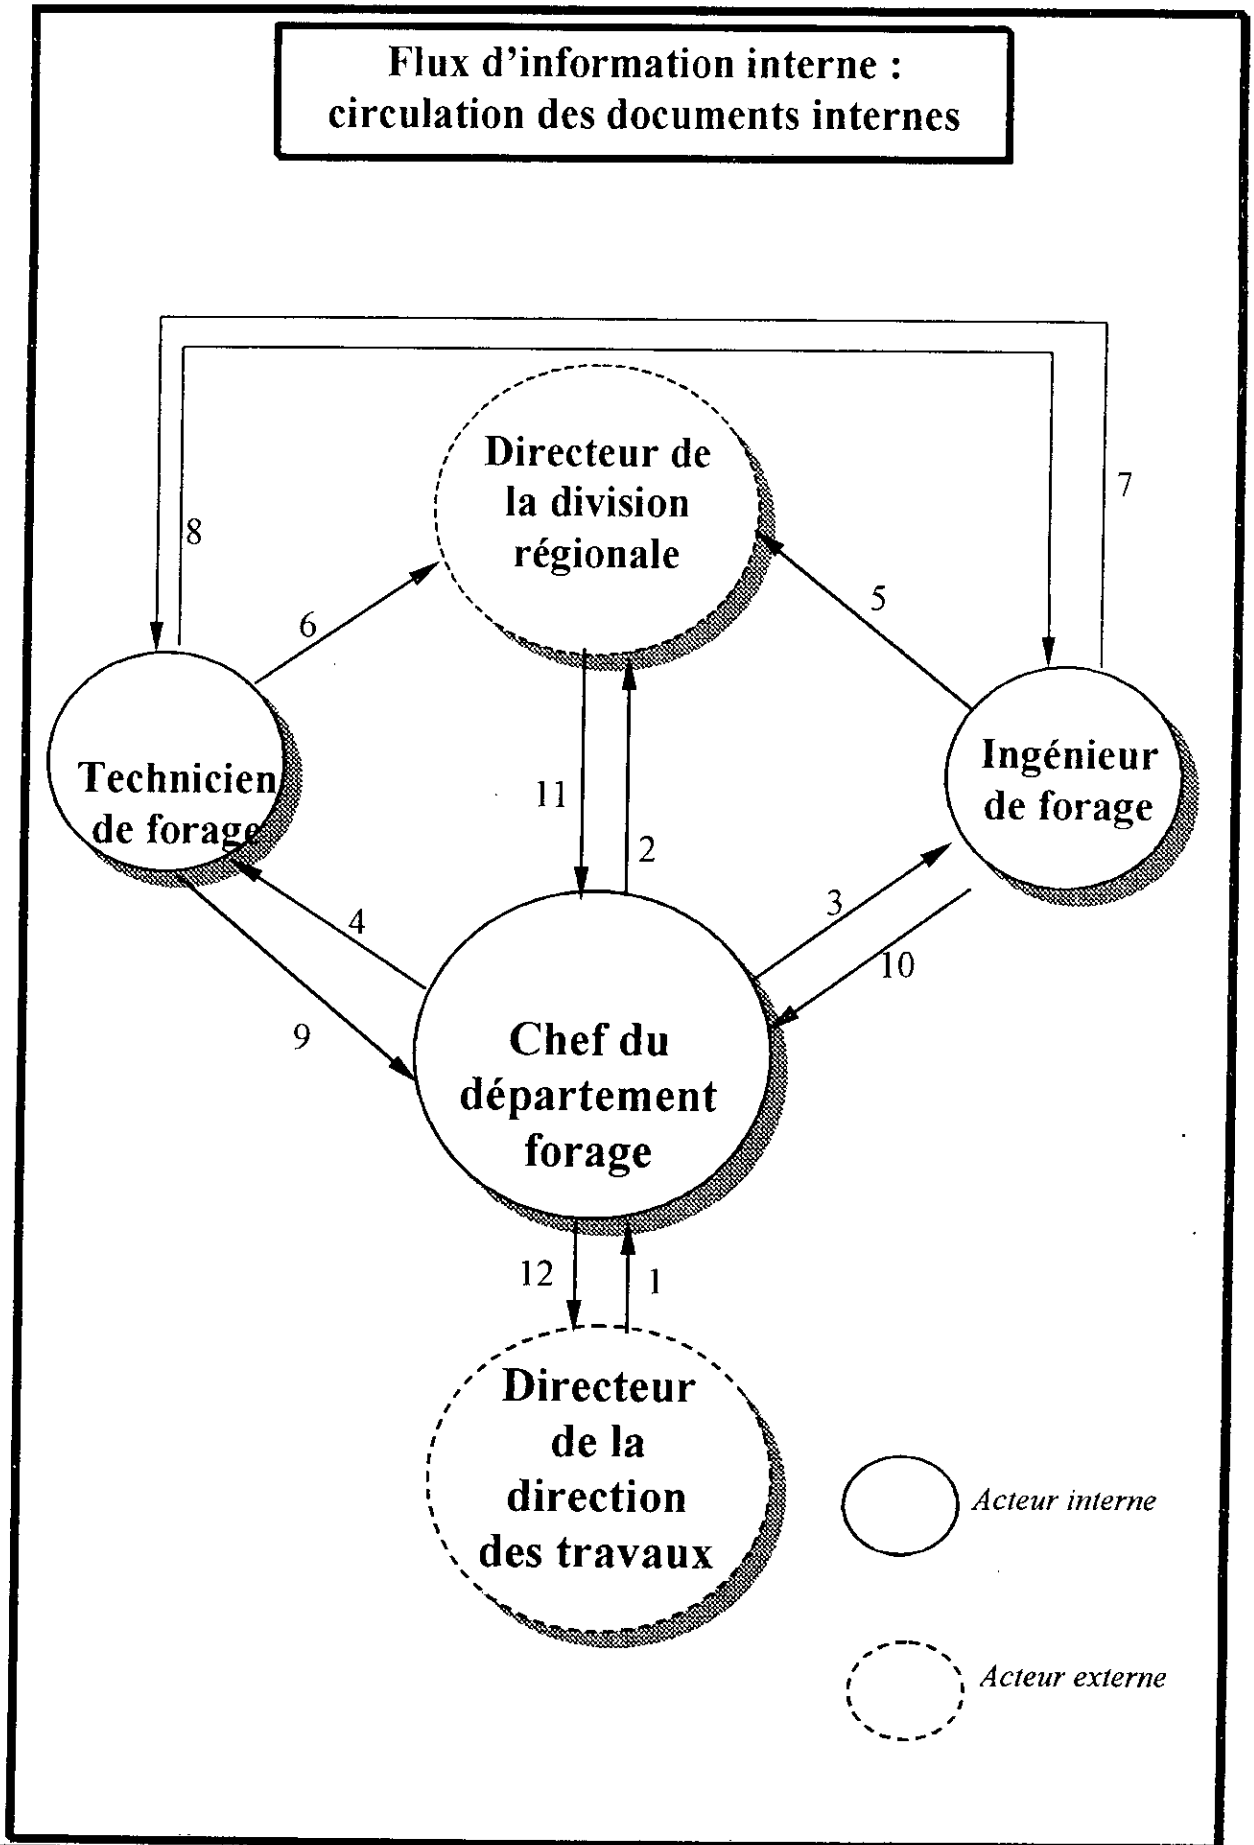 Flux d'information interne :
circulation des documents internes
Directeur de
la division
régionale
7
8
5
6
Technicien
de forage
Ingénieur
de forage
11
2
3
4
10
9
Chef du
département
forage
12
1
Directeur
de la
direction
des travaux
Acteur interne
Acteur externe